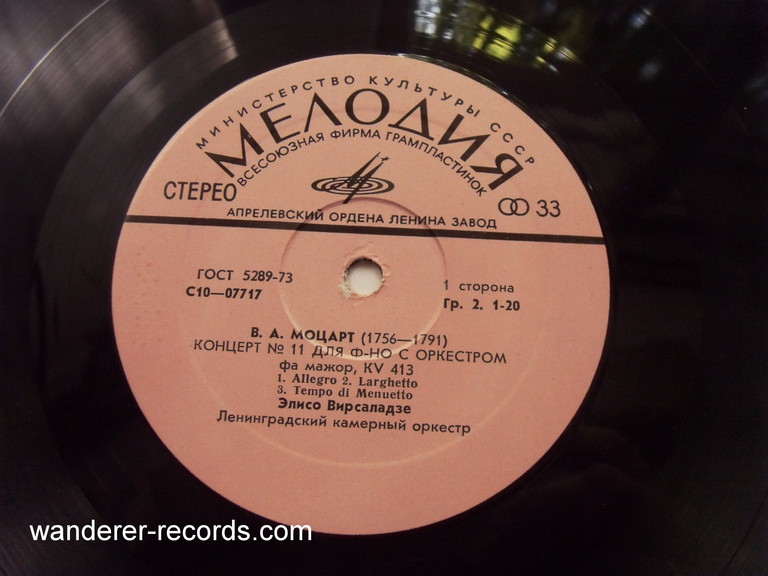 МИНИСТЕРСТВО КУЛЬТУРЫ СССР
МЕЛОДИЯ
ВСЕСОЮЗНАЯ ФИРМА ГРАМПЛАСТИНОК
СТЕРЕО
33
АПРЕЛЕВСКИЙ ОРДЕНА ЛЕНИНА ЗАВОД
ГОСТ 5289-73
С10—07717
1 сторона
Гр. 2. 1-20
В. А. МОЦАРТ (1756—1791)
КОНЦЕРТ № 11 ДЛЯ Ф-НО С ОРКЕСТРОМ
фа мажор, KV 413
1. Allegro 2. Larghetto
3. Tempo di Menuetto
Элисо Вирсаладзе
Ленинградский камерный оркестр
wanderer-records.com